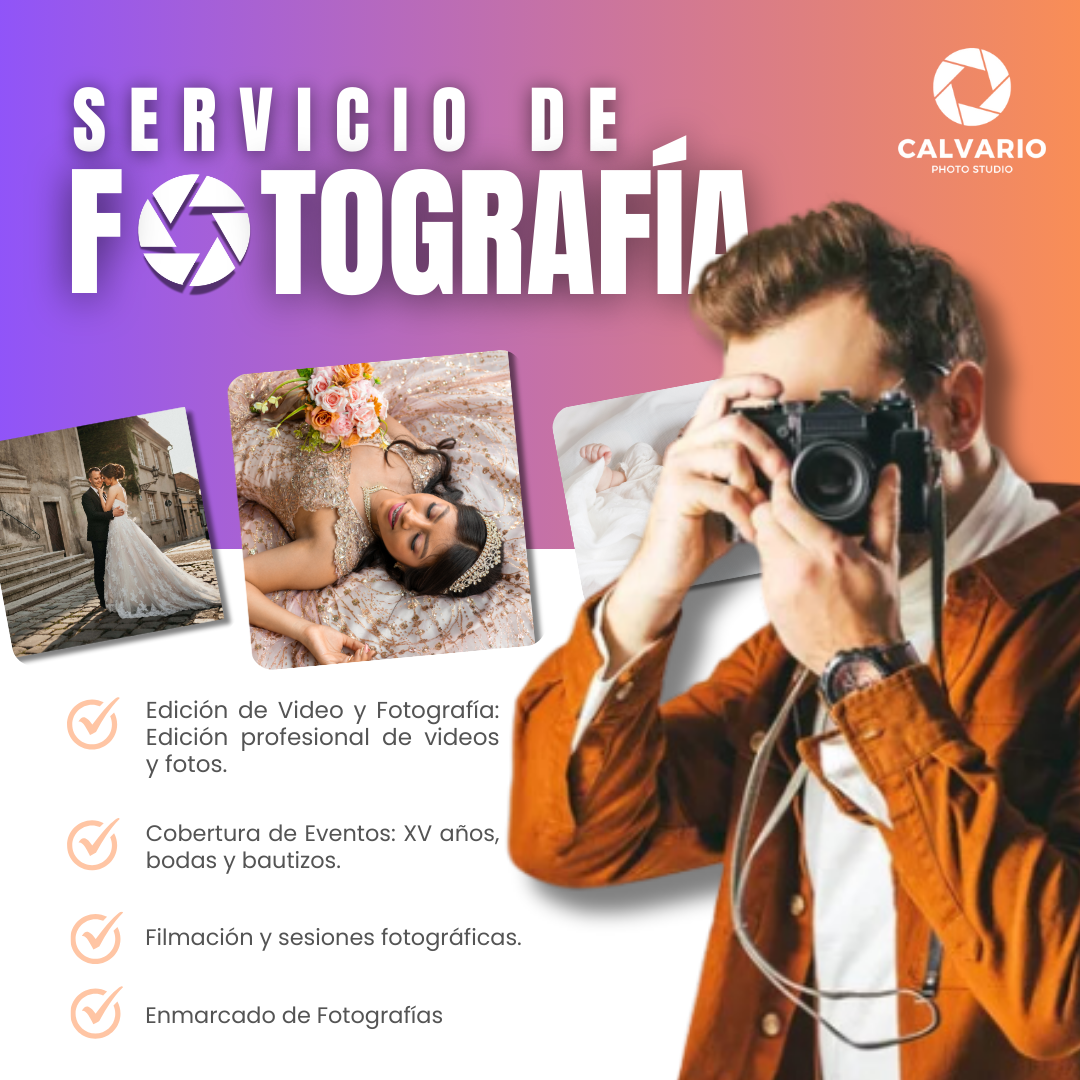 SERVICIO DE
FOTOGRAFÍA
CALVARIO
PHOTO STUDIO
Edición de Video y Fotografía:
Edición profesional de videos
y fotos.
Cobertura de Eventos: XV años,
bodas y bautizos.
Filmación y sesiones fotográficas.
Enmarcado de Fotografías